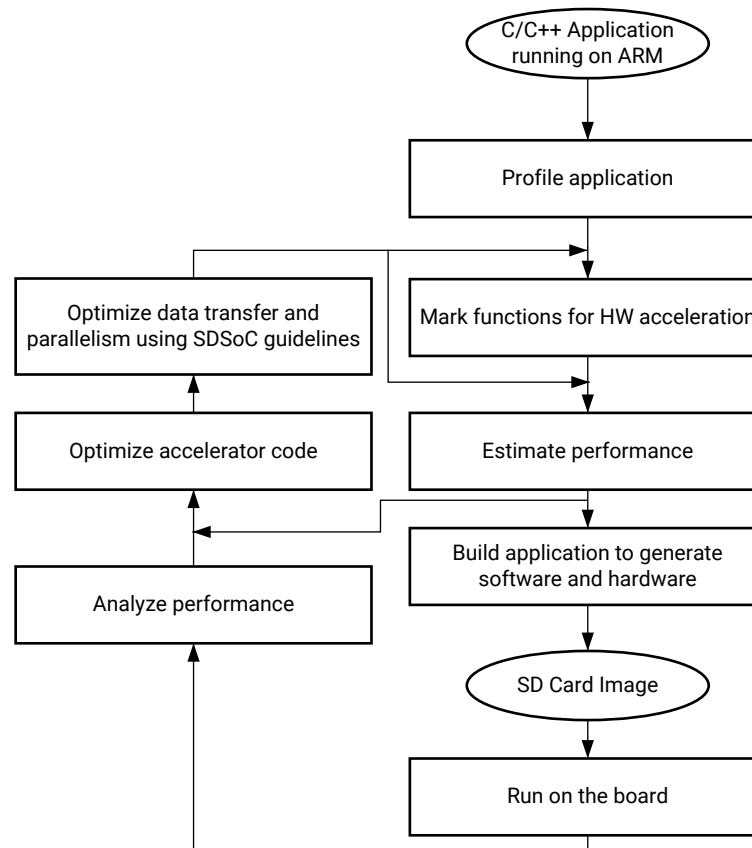 C/C++ Application
running on ARM
Profile application
Optimize data transfer and
parallelism using SDSoC guidelines
Mark functions for HW acceleration
Optimize accelerator code
Estimate performance
Build application to generate
software and hardware
Analyze performance
SD Card Image
Run on the board